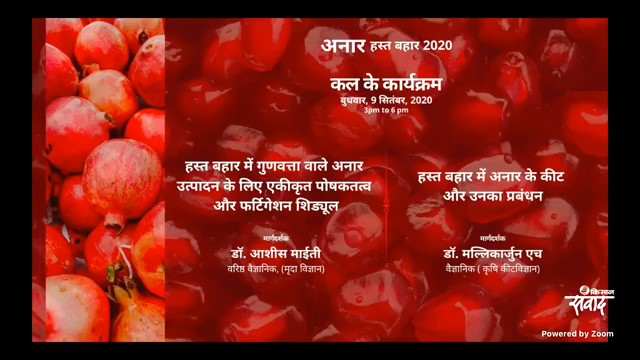 अनार हस्त बहार 2020
कल के कार्यक्रम
बुधवार, 9 सितंबर, 2020
3pm to 6 pm
हस्त बहार में गुणवत्ता वाले अनार
उत्पादन के लिए एकीकृत पोषकतत्व
और फर्टिगेशन शिड्यूल
मार्गदर्शक
डॉ. आशीस माईती
वरिष्ठ वैज्ञानिक, (मृदा विज्ञान)
हस्त बहार में अनार के कीट
और उनका प्रबंधन
मार्गदर्शक
डॉ. मल्लिकार्जुन एच
वैज्ञानिक ( कृषि कीटविज्ञान)
किसान
संवाद
Powered by Zoom